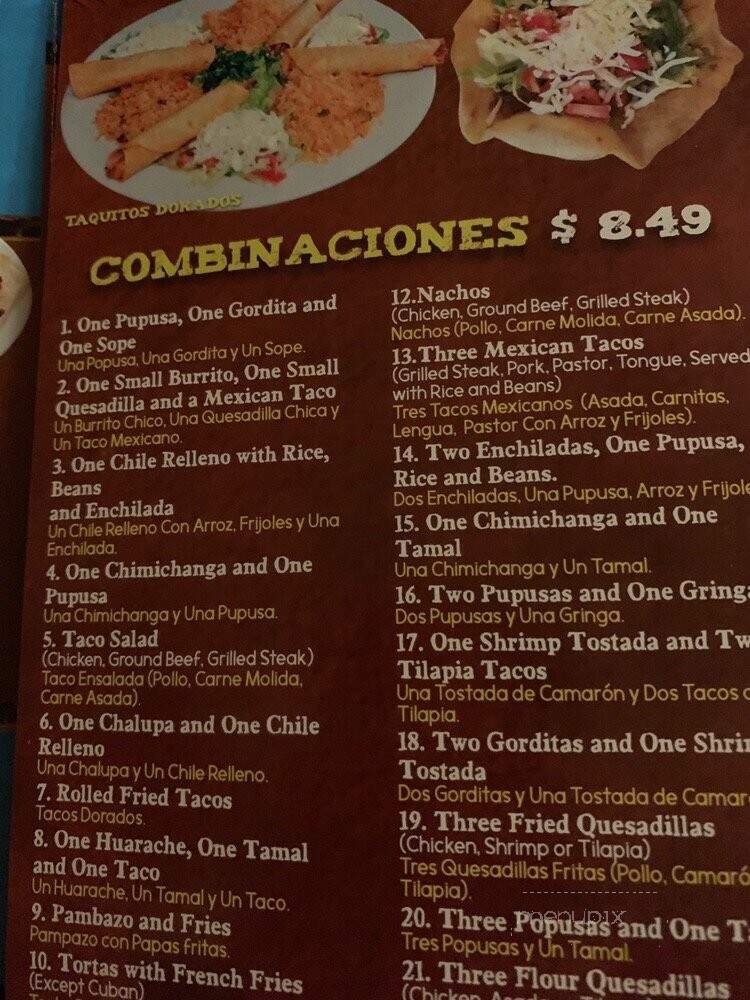 TAQUITOS DORADOS
COMBINACIONES $ 8.49
1. One Pupusa, One Gordita and
One Sope
Una Popusa, Una Gordita y Un Sope.
2. One Small Burrito, One Small
Quesadilla and a Mexican Taco
Un Burrito Chico, Una Quesadilla Chica y
Un Taco Mexicano.
3. One Chile Relleno with Rice,
Beans
and Enchilada
Un Chile Relleno Con Arroz, Frijoles y Una
Enchilada.
4. One Chimichanga and One
Pupusa
Una Chimichanga y Una Pupusa.
5. Taco Salad
(Chicken, Ground Beef, Grilled Steak)
Taco Ensalada (Pollo, Carne Molida,
Carne Asada).
6. One Chalupa and One Chile
Relleno
Una Chalupa y Un Chile Relleno.
7. Rolled Fried Tacos
Tacos Dorados.
8. One Huarache, One Tamal
and One Taco
Un Huarache, Un Tamal y Un Taco.
9. Pambazo and Fries
Pampazo con Papas fritas.
10. Tortas with French Fries
(Except Cuban)
12.Nachos
(Chicken, Ground Beef, Grilled Steak)
Nachos (Pollo, Carne Molida, Carne Asada).
13.Three Mexican Tacos
(Grilled Steak, Pork, Pastor, Tongue, Served
with Rice and Beans)
Tres Tacos Mexicanos (Asada, Carnitas,
Lengua, Pastor Con Arroz y Frijoles).
14. Two Enchiladas, One Pupusa,
Rice and Beans.
Dos Enchiladas, Una Pupusa, Arroz y Frijole
15. One Chimichanga and One
Tamal
Una Chimichanga y Un Tamal.
16. Two Pupusas and One Gringa
Dos Pupusas y Una Gringa.
17. One Shrimp Tostada and Tw
Tilapia Tacos
Una Tostada de Camarón y Dos Tacos d
Tilapia.
18. Two Gorditas and One Shri
Tostada
Dos Gorditas y Una Tostada de Camar
19. Three Fried Quesadillas
(Chicken, Shrimp or Tilapia)
Tres Quesadillas Fritas (Pollo, Camaró
Tilapia).
menupix
20. Three Popusas and One T
Tres Popusas y Un Tamal.
21. Three Flour Quesadillas